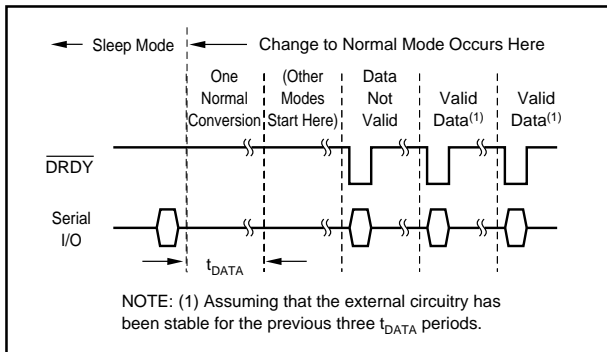 Sleep Mode
Change to Normal Mode Occurs Here
One
Normal
Conversion
(Other
Modes
Start Here)
Data
Not
Valid
Valid
Data(1)
Valid
Data(1)
DRDY
Serial
I/O
tDATA
NOTE: (1) Assuming that the external circuitry has
been stable for the previous three tDATA periods.